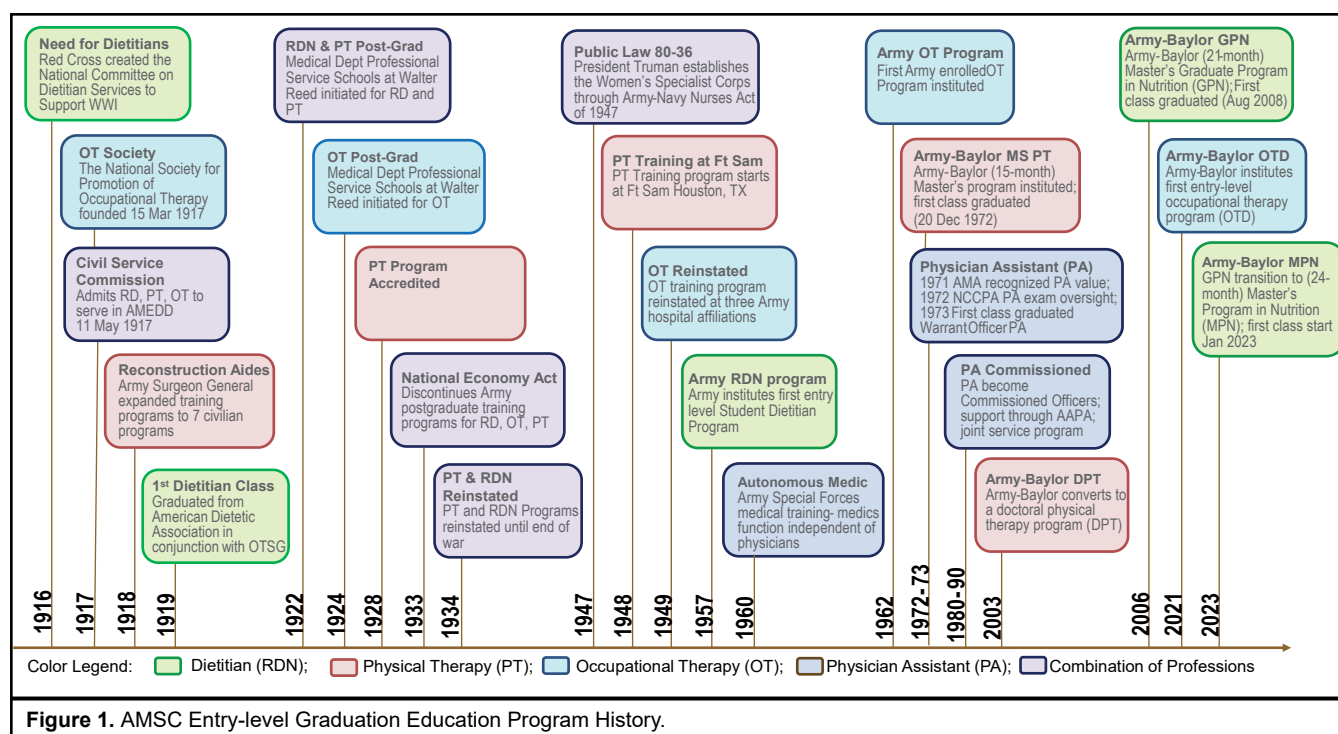 Need for Dietitians
Red Cross created the
National Committee on
Dietitian Services to
Support WWI
OT Society
The National Society for
Promotion of
Occupational Therapy
founded 15 Mar 1917
Civil Service
Commission
Admits RD, PT, OT to
serve in AMEDD
11 May 1917
Reconstruction Aides
Army Surgeon General
expanded training
programs to 7 civilian
programs
1st Dietitian Class
Graduated from
American Dietetic
Association in
conjunction with OTSG
RDN & PT Post-Grad
Medical Dept Professional
Service Schools at Walter
Reed initiated for RD and
PT
OT Post-Grad
Medical Dept Professional
Service Schools at Walter
Reed initiated for OT
PT Program
Accredited
National Economy Act
Discontinues Army
postgraduate training
programs for RD, OT, PT
PT & RDN
Reinstated
PT and RDN Programs
reinstated until end of
war
Public Law 80-36
President Truman establishes
the Women's Specialist Corps
through Army-Navy Nurses Act
of 1947
PT Training at Ft Sam
PT Training program starts
at Ft Sam Houston, TX
OT Reinstated
OT training program
reinstated at three Army
hospital affiliations
Army RDN program
Army institutes first entry
level Student Dietitian
Program
Autonomous Medic
Army Special Forces
medical training- medics
function independent of
physicians
Army OT Program
First Army enrolled OT
Program instituted
Army-Baylor MS PT
Army-Baylor (15-month)
Master's program instituted;
first class graduated
(20 Dec 1972)
Physician Assistant (PA)
1971 AMA recognized PA value;
1972 NCCPA PA exam oversight;
1973 First class graduated
Warrant Officer PA
PA Commissioned
PA become
Commissioned Officers;
support through AAPA;
joint service program
Army-Baylor DPT
Army-Baylor converts to
a doctoral physical
therapy program (DPT)
Army-Baylor GPN
Army-Baylor (21-month)
Master's Graduate Program
in Nutrition (GPN); First
class graduated (Aug 2008)
Army-Baylor OTD
Army-Baylor institutes
first entry-level
occupational therapy
program (OTD)
Army-Baylor MPN
GPN transition to (24-
month) Master's
Program in Nutrition
(MPN); first class start
Jan 2023
1916
1917
1918
1919
1922
1924
1928
1933
1934
1947
1948
1949
1957
1960
1962
1972-73
1980-90
2003
2006
2021
2023
Color Legend: Dietitian (RDN); Physical Therapy (PT); Occupational Therapy (OT); Physician Assistant (PA); Combination of Professions
Figure 1. AMSC Entry-level Graduation Education Program History.